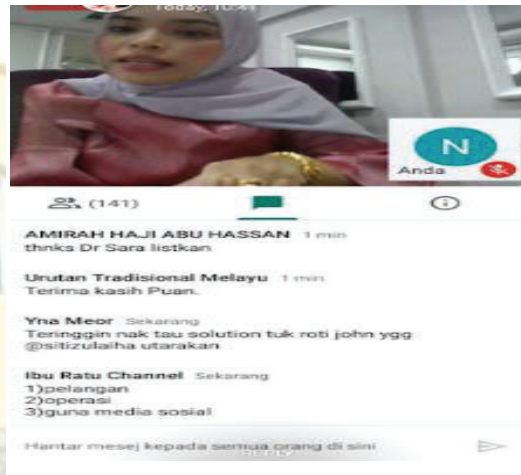 Today, 10:41
N
Anda
(141)
AMIRAH HAJI ABU HASSAN 1 min
thnks Dr Sara listkan
Urutan Tradisional Melayu 1 min
Terima kasih Puan.
Yna Meor Sekarang
Teringgin nak tau solution tuk roti john ygg
@sitizulaiha utarakan
Ibu Ratu Channel Sekarang
1)pelangan
2)operasi
3)guna media sosial
Hantar mesej kepada semua orang di sini
REPLY